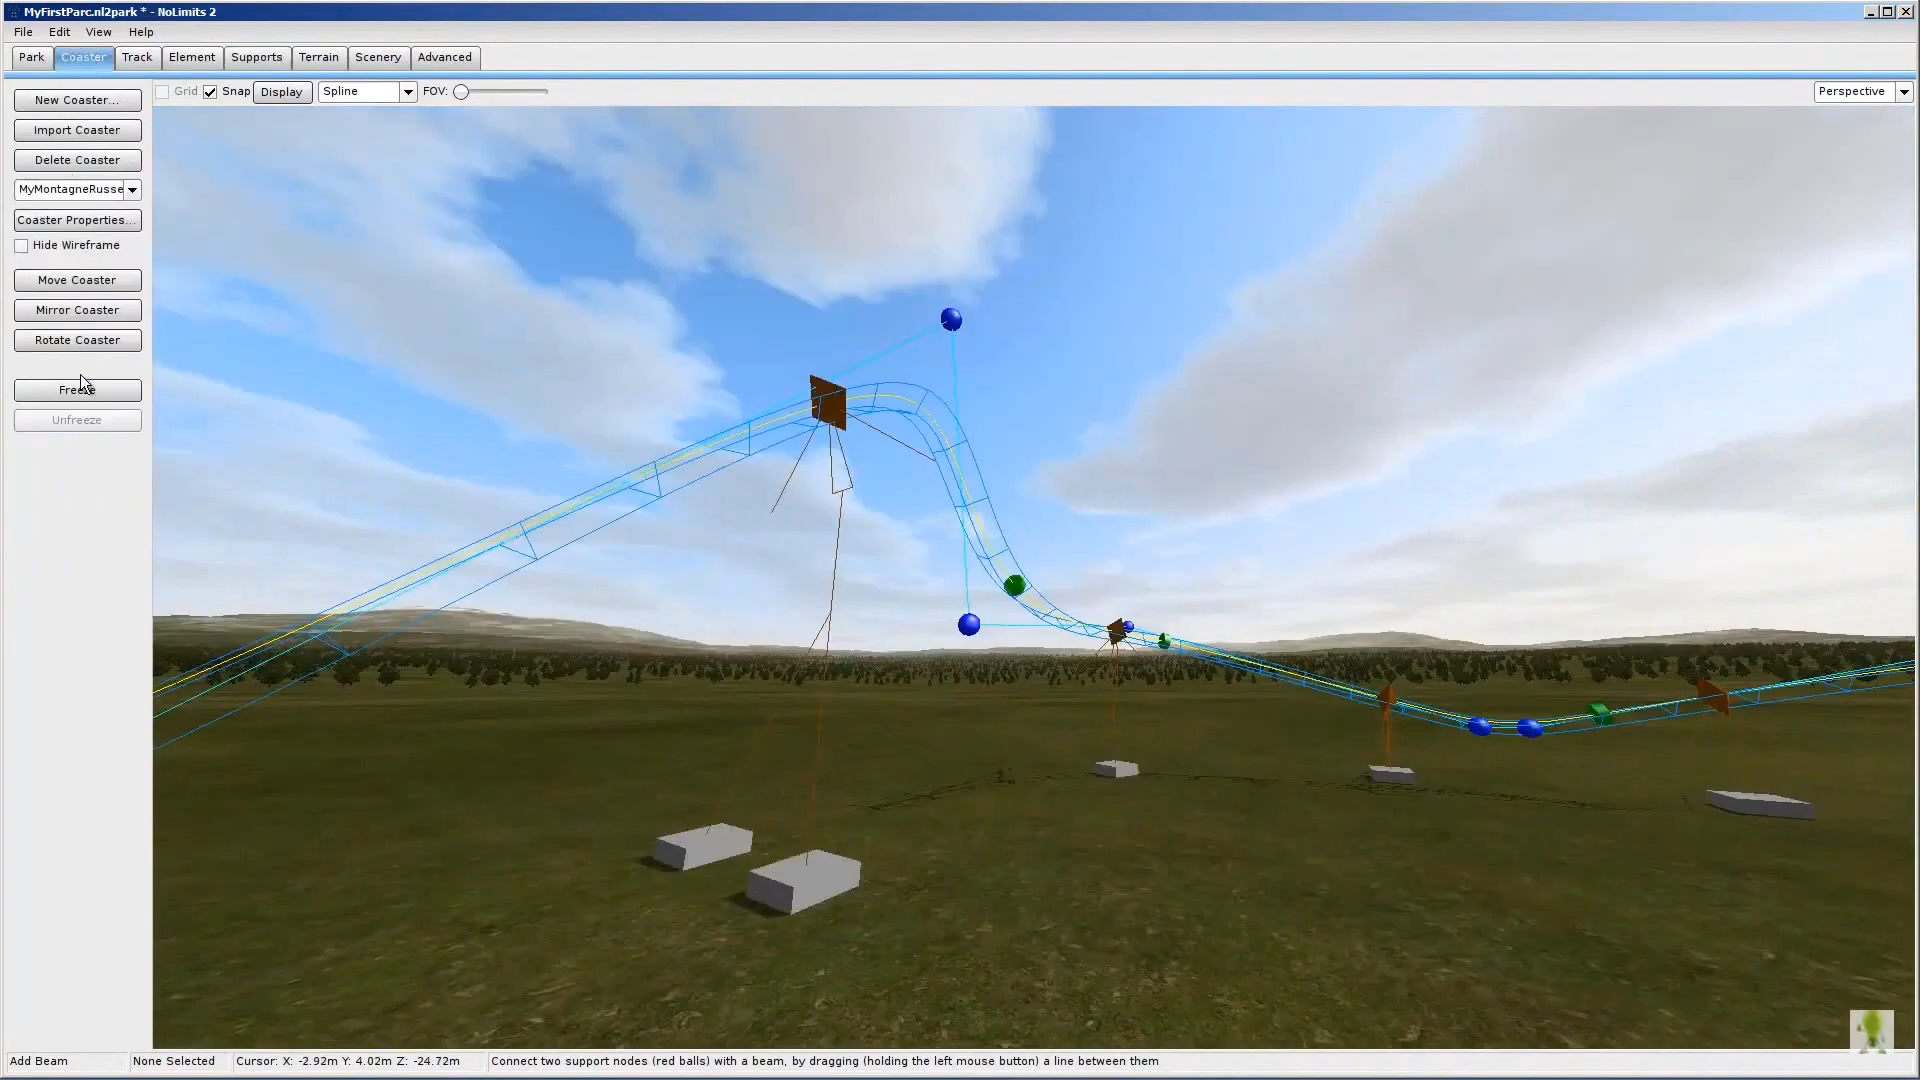 MyFirstParc.nl2park * - NoLimits 2
File Edit View Help
Park Coaster Track Element Supports Terrain Scenery Advanced
Grid Snap Display Spline FOV: Perspective
New Coaster...
Import Coaster
Delete Coaster
MyMontagneRusse
Coaster Properties...
Hide Wireframe
Move Coaster
Mirror Coaster
Rotate Coaster
Freeze
Unfreeze
Add Beam None Selected Cursor: X: -2.92m Y: 4.02m Z: -24.72m Connect two support nodes (red balls) with a beam, by dragging (holding the left mouse button) a line between them